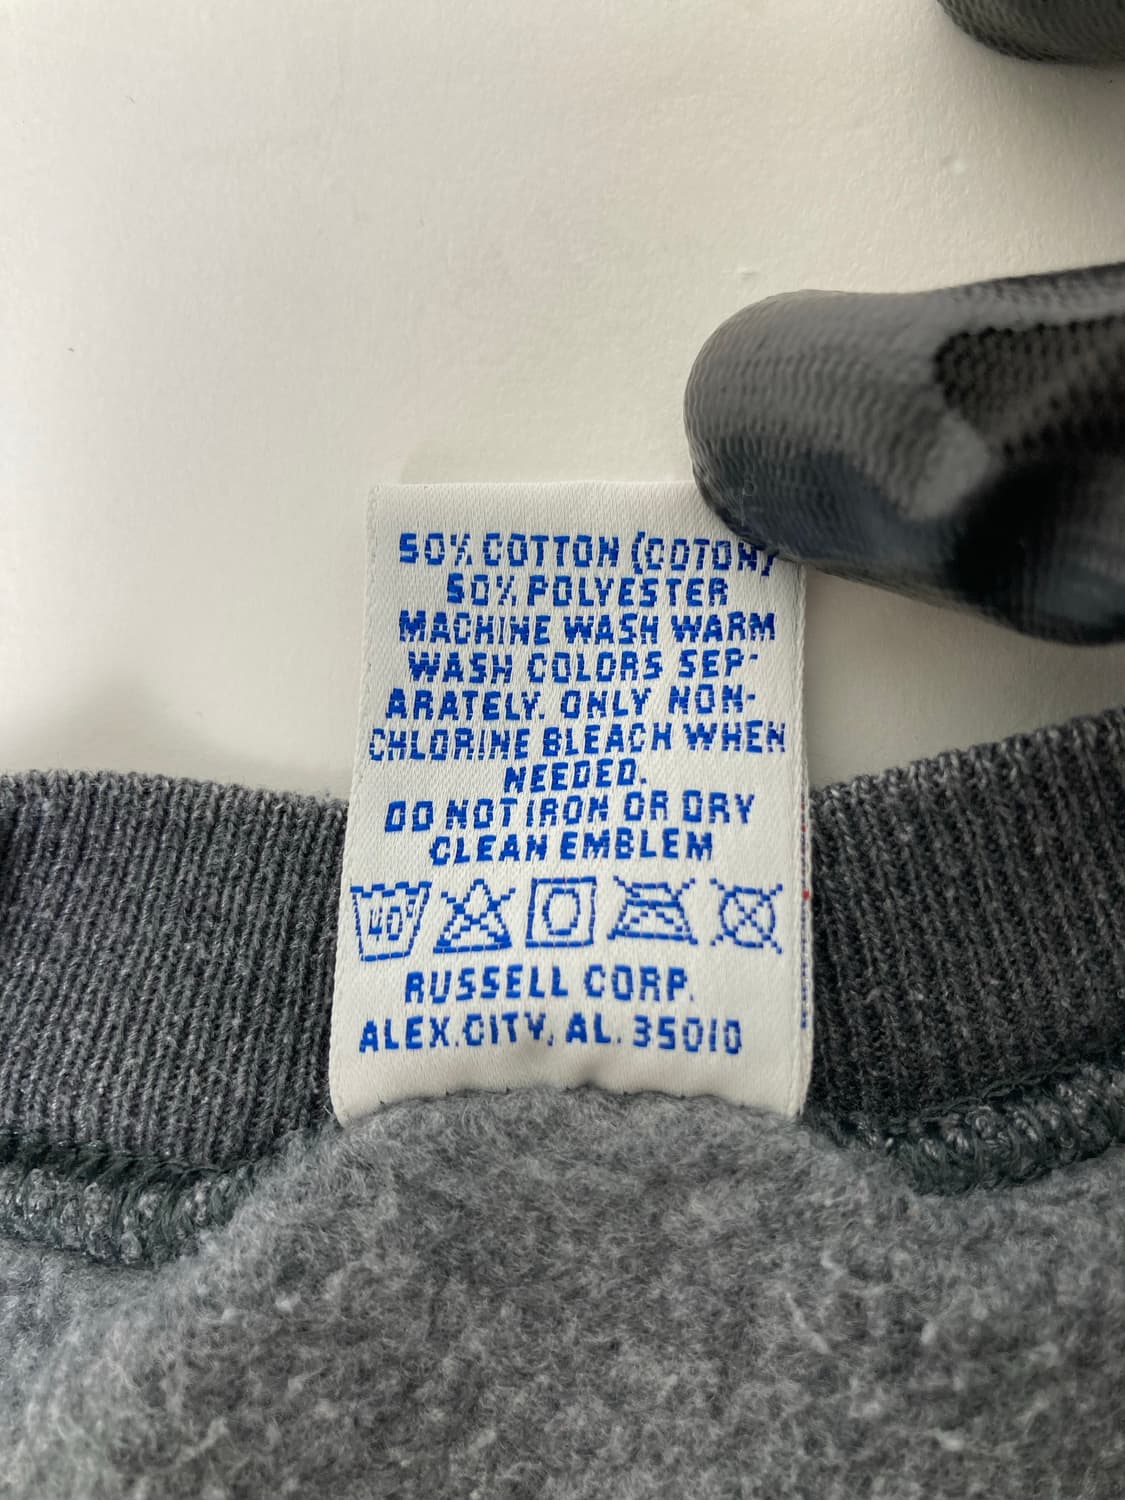 50% COTTON (COTON)
50% POLYESTER
MACHINE WASH WARM
WASH COLORS SEP-
ARATELY. ONLY NON-
CHLORINE BLEACH WHEN
NEEDED.
DO NOT IRON OR DRY
CLEAN EMBLEM
40°
RUSSELL CORP.
ALEX.CITY, AL. 35010